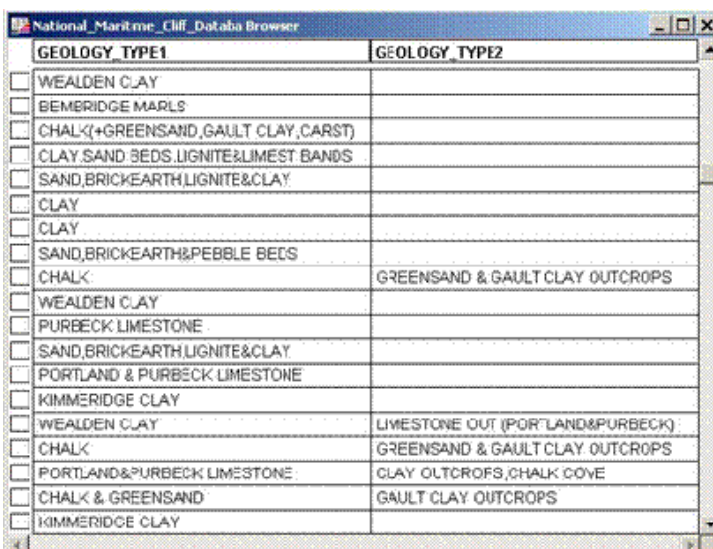 National_Maritime_Cliff_Databa Browser
GEOLOGY_TYPE1 GEOLOGY_TYPE2
WEALDEN CLAY
BEMBRIDGE MARLS
CHALK(+GREENSAND,GAULT CLAY,CARST)
CLAY.SAND BEDS.LIGNITE&LIMEST BANDS
SAND,BRICKEARTH,LIGNITE&CLAY
CLAY
CLAY
SAND,BRICKEARTH&PEBBLE BEDS
CHALK GREENSAND & GAULT CLAY OUTCROPS
WEALDEN CLAY
PURBECK LIMESTONE
SAND,BRICKEARTH,LIGNITE&CLAY
PORTLAND & PURBECK LIMESTONE
KIMMERIDGE CLAY
WEALDEN CLAY LIMESTONE OUT (PORTLAND&PURBECK)
CHALK GREENSAND & GAULT CLAY OUTCROPS
PORTLAND&PURBECK LIMESTONE CLAY OUTCROPS,CHALK COVE
CHALK & GREENSAND GAULT CLAY OUTCROPS
KIMMERIDGE CLAY